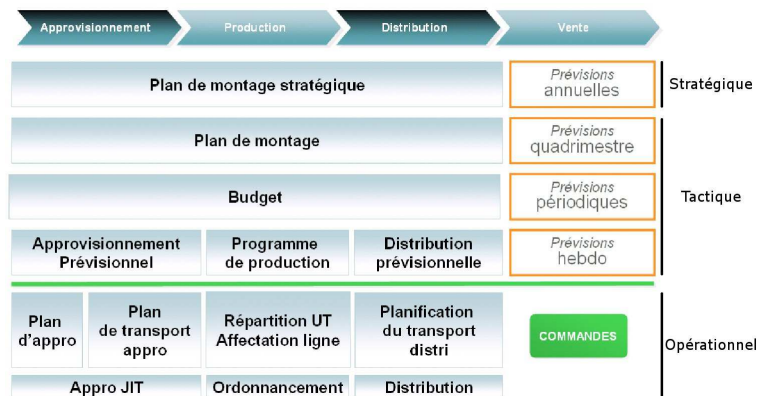 Approvisionnement
Production
Distribution
Vente
Plan de montage stratégique
Prévisions
annuelles
Stratégique
Plan de montage
Prévisions
quadrimestre
Budget
Prévisions
périodiques
Tactique
Approvisionnement
Prévisionnel
Programme
de production
Distribution
prévisionnelle
Prévisions
hebdo
Plan
d'appro
Plan
de transport
appro
Répartition UT
Affectation ligne
Planification
du transport
distri
COMMANDES
Opérationnel
Appro JIT
Ordonnancement
Distribution